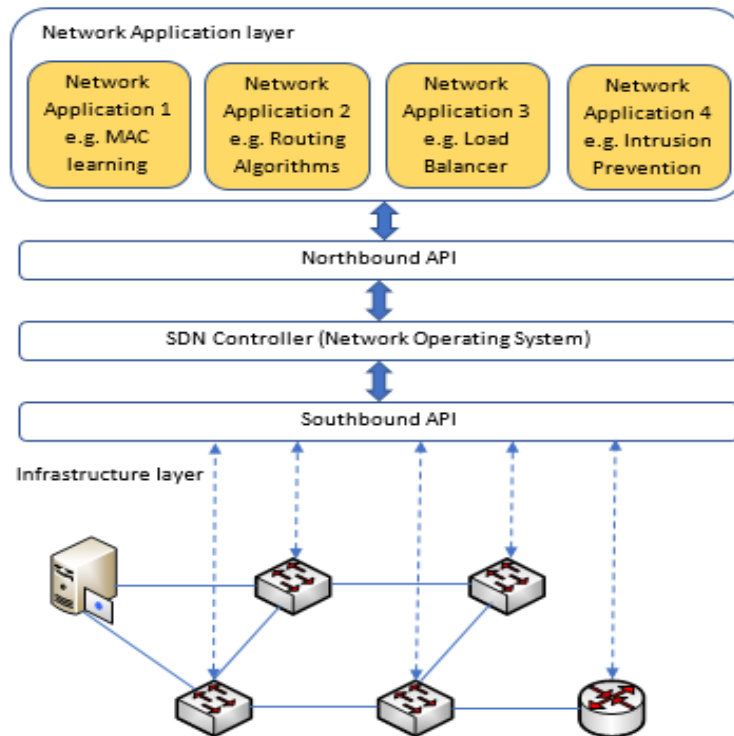 Network Application layer
Network
Application 1
e.g. MAC
learning
Network
Application 2
e.g. Routing
Algorithms
Network
Application 3
e.g. Load
Balancer
Network
Application 4
e.g. Intrusion
Prevention
Northbound API
SDN Controller (Network Operating System)
Southbound API
Infrastructure layer